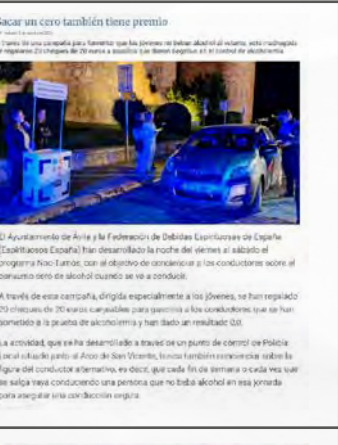 Sacar un cero también tiene premio
través de una campaña para fomentar que los jóvenes no beban alcohol al volante, esta madrugada
regalaron 20 cheques de 20 euros a aquellos que dieron negativo en el control de alcoholemia
El Ayuntamiento de Ávila y la Federación de Bebidas Espirituosas de España
(Espirituosos España) han desarrollado la noche del viernes al sábado el
programa Noc-Turnos, con el objetivo de concienciar a los conductores sobre el
consumo cero de alcohol cuando se va a conducir.
A través de esta campaña, dirigida especialmente a los jóvenes, se han regalado
20 cheques de 20 euros canjeables para gasolina a los conductores que se han
sometido a la prueba de alcoholemia y han dado un resultado 0,0.
La actividad, que se ha desarrollado a través de un punto de control de Policía
Local situado junto al Arco de San Vicente, busca también concienciar sobre la
figura del conductor alternativo, es decir, que cada fin de semana o cada vez que
se salga vaya conduciendo una persona que no beba alcohol en esa jornada
para asegurar una conducción segura.